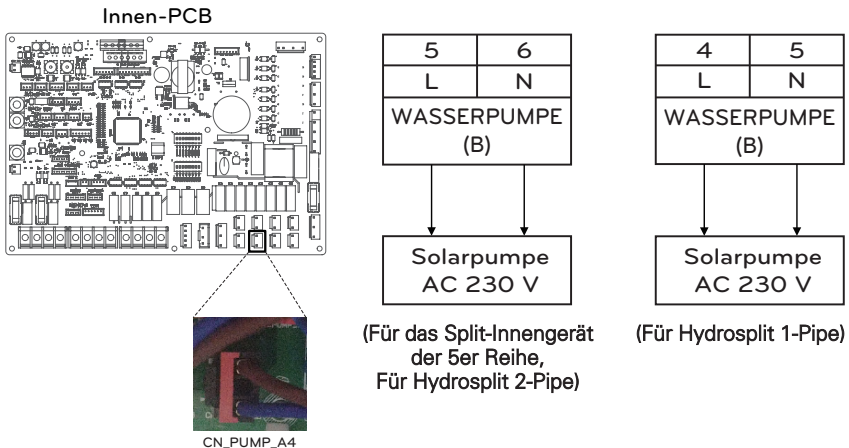 Innen-PCB
5 6
L N
WASSERPUMPE
(B)
Solarpumpe
AC 230 V
(Für das Split-Innengerät
der 5er Reihe,
Für Hydrosplit 2-Pipe)
4 5
L N
WASSERPUMPE
(B)
Solarpumpe
AC 230 V
(Für Hydrosplit 1-Pipe)
CN_PUMP_A4